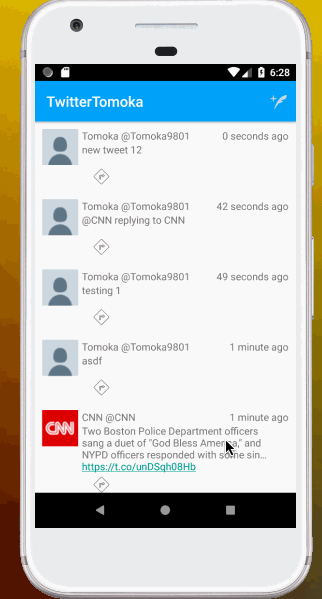 6:28
TwitterTomoka
Tomoka @Tomoka9801 0 seconds ago
new tweet 12
Tomoka @Tomoka9801 42 seconds ago
@CNN replying to CNN
Tomoka @Tomoka9801 49 seconds ago
testing 1
Tomoka @Tomoka9801 1 minute ago
asdf
CNN
CNN @CNN 1 minute ago
Two Boston Police Department officers
sang a duet of "God Bless America," and
NYPD officers responded with some sin...
https://t.co/unDSqh08Hb